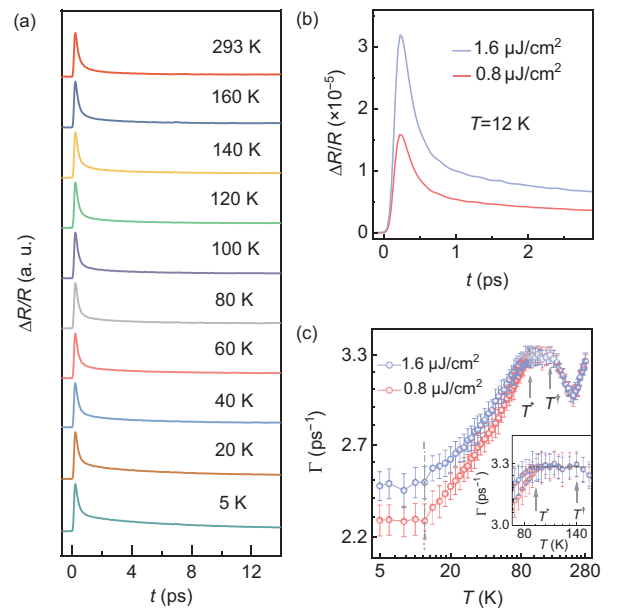 (a)
293 K
160 K
140 K
120 K
100 K
80 K
60 K
40 K
20 K
5 K
ΔR/R (a. u.)
0 4 8 12
t (ps)
(b)
1.6 μJ/cm²
0.8 μJ/cm²
T=12 K
ΔR/R (×10⁻⁵)
3
2
1
0
0 1 2
t (ps)
(c)
1.6 μJ/cm²
0.8 μJ/cm²
Γ (ps⁻¹)
3.3
2.7
2.2
T* T†
5 20 80 280
T (K)
Γ (ps⁻¹)
3.3
3.0
T* T†
80 140
T (K)